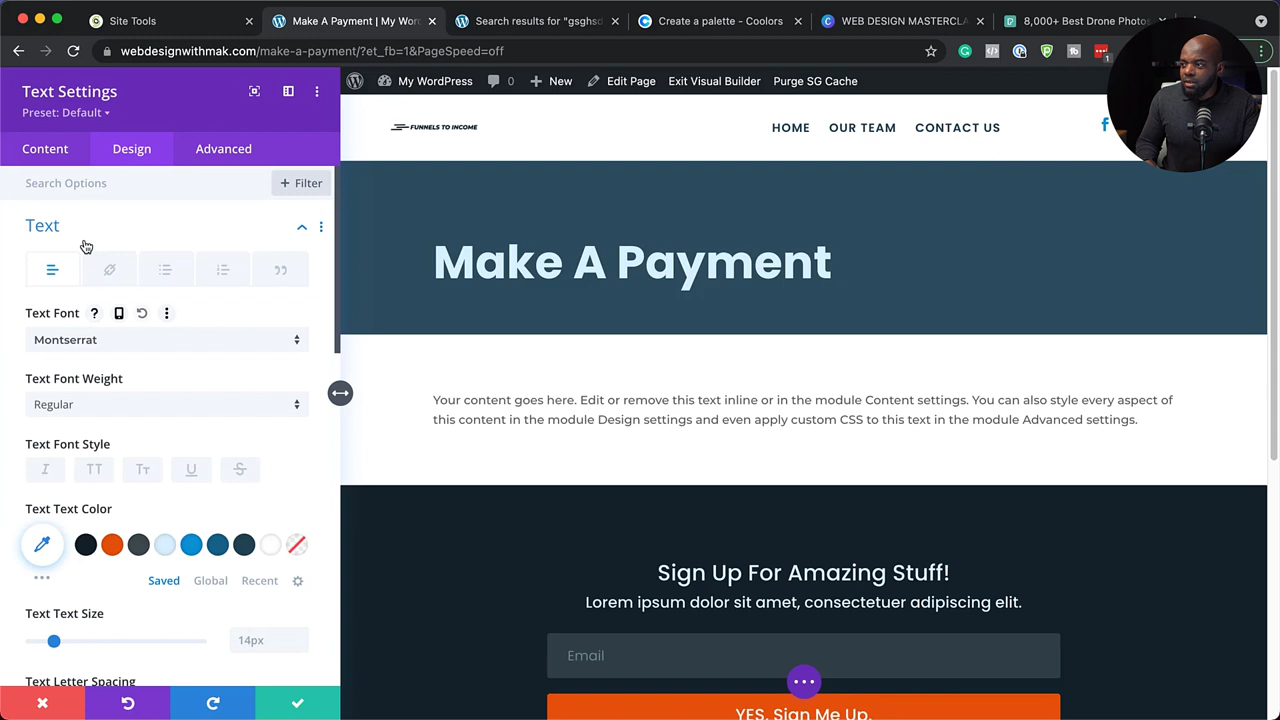 Site Tools
Make A Payment | My Wor
Search results for "gsghsd
Create a palette - Coolors
WEB DESIGN MASTERCLA
8,000+ Best Drone Photos
webdesignwithmak.com/make-a-payment/?et_fb=1&PageSpeed=off
Text Settings
Preset: Default
Content
Design
Advanced
Search Options
+ Filter
Text
Text Font
Montserrat
Text Font Weight
Regular
Text Font Style
I TT Tт U S
Text Text Color
Saved
Global
Recent
Text Text Size
14px
Text Letter Spacing
My WordPress
0
+ New
Edit Page
Exit Visual Builder
Purge SG Cache
FUNNELS TO INCOME
HOME
OUR TEAM
CONTACT US
Make A Payment
Your content goes here. Edit or remove this text inline or in the module Content settings. You can also style every aspect of
this content in the module Design settings and even apply custom CSS to this text in the module Advanced settings.
Sign Up For Amazing Stuff!
Lorem ipsum dolor sit amet, consectetuer adipiscing elit.
Email
YES, Sign Me Up.